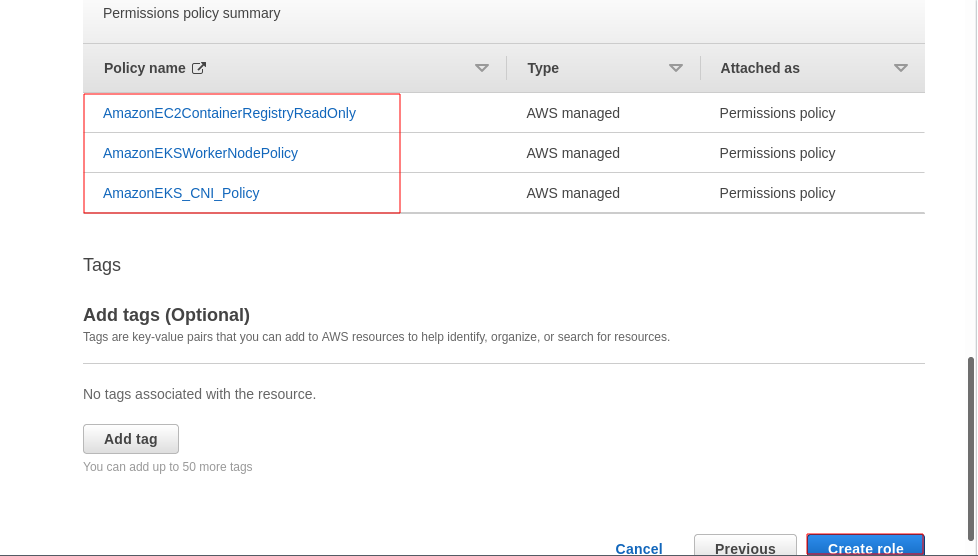 Permissions policy summary
Policy name Type Attached as
AmazonEC2ContainerRegistryReadOnly AWS managed Permissions policy
AmazonEKSWorkerNodePolicy AWS managed Permissions policy
AmazonEKS_CNI_Policy AWS managed Permissions policy
Tags
Add tags (Optional)
Tags are key-value pairs that you can add to AWS resources to help identify, organize, or search for resources.
No tags associated with the resource.
Add tag
You can add up to 50 more tags
Cancel Previous Create role